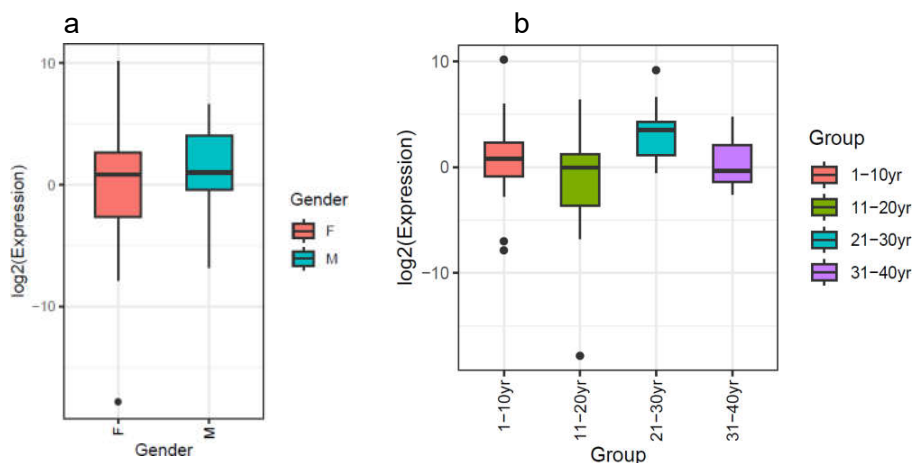 a
log2(Expression)
10
0
−10
F
M
Gender
Gender
F
M
b
log2(Expression)
10
0
−10
1−10yr
11−20yr
21−30yr
31−40yr
Group
Group
1−10yr
11−20yr
21−30yr
31−40yr